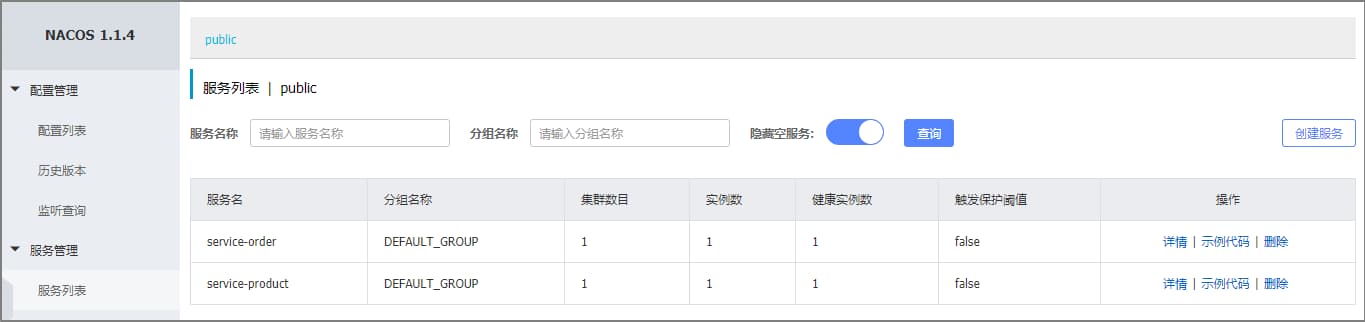 NACOS 1.1.4
配置管理
配置列表
历史版本
监听查询
服务管理
服务列表
public
服务列表 | public
服务名称 请输入服务名称 分组名称 请输入分组名称 隐藏空服务: 查询 创建服务
服务名 分组名称 集群数目 实例数 健康实例数 触发保护阈值 操作
service-order DEFAULT_GROUP 1 1 1 false 详情 | 示例代码 | 删除
service-product DEFAULT_GROUP 1 1 1 false 详情 | 示例代码 | 删除